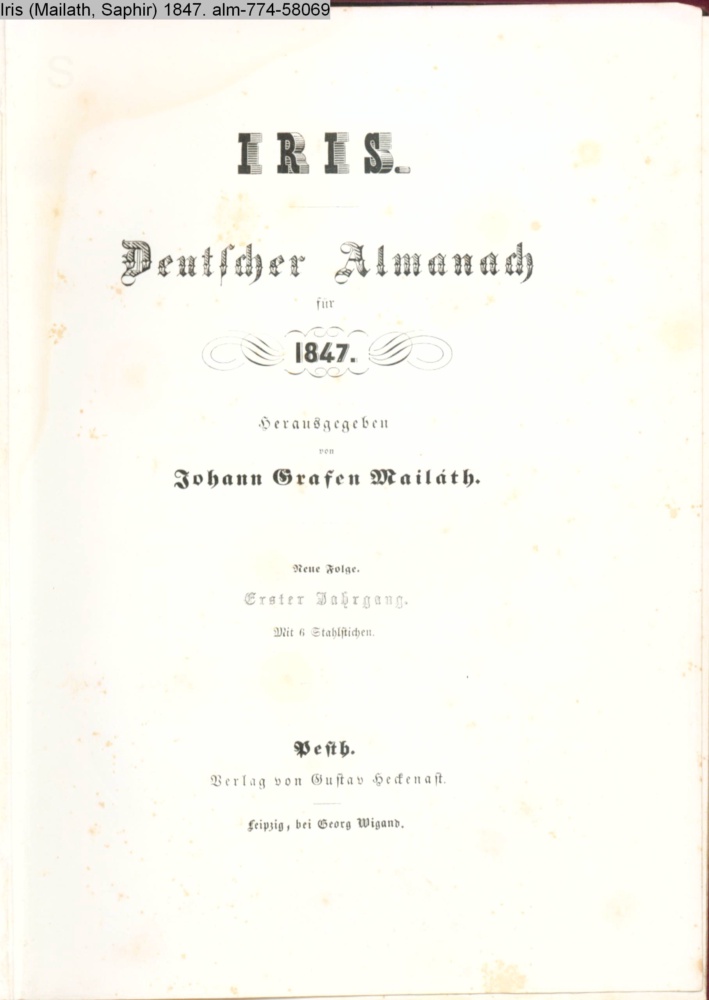 Iris (Mailath, Saphir) 1847. alm-774-58069
IRIS.
Deutscher Almanach
für
1847.
Herausgegeben
von
Johann Grafen Mailáth.
Neue Folge.
Erster Jahrgang.
Mit 6 Stahlstichen.
Pesth.
Verlag von Gustav Heckenast.
Leipzig, bei Georg Wigand.